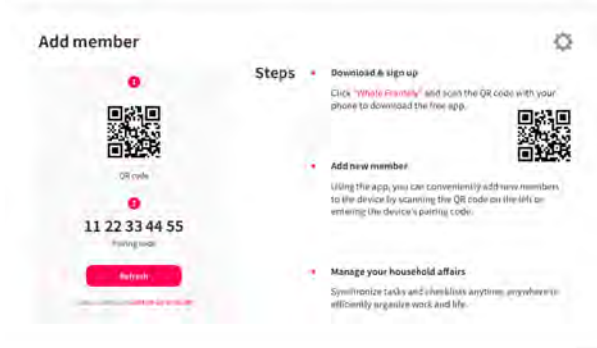 Add member
1
QR code
2
11 22 33 44 55
Pairing code
Refresh
Steps
Download & sign up
Click "Whale Friendly" and scan the QR code with your
phone to download the free app.
Add new member
Using the app, you can conveniently add new members
to the device by scanning the QR code on the left or
entering the device's pairing code.
Manage your household affairs
Synchronize tasks and checklists anytime, anywhere to
efficiently organize work and life.